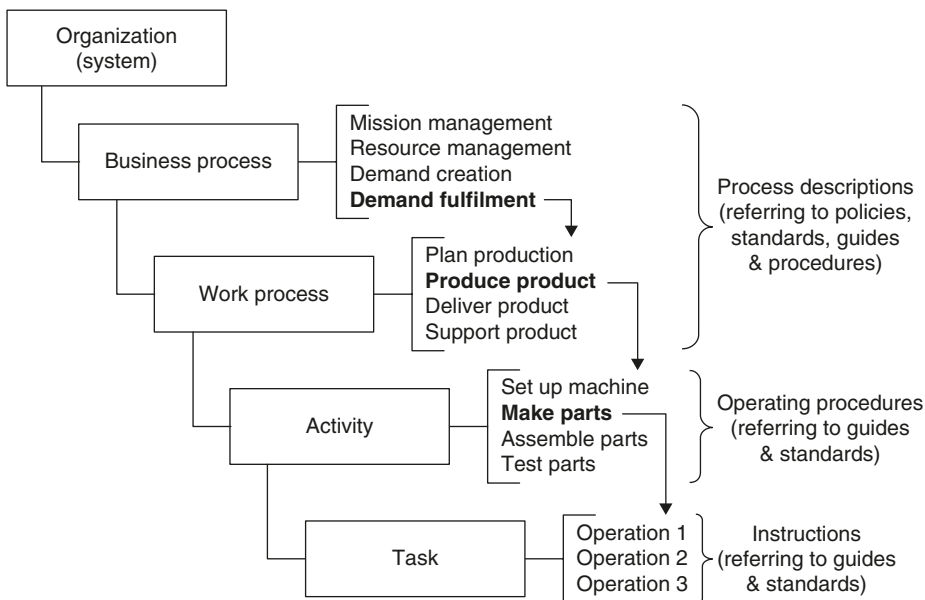 Organization
(system)
Business process
Mission management
Resource management
Demand creation
Demand fulfilment
Process descriptions
(referring to policies,
standards, guides
& procedures)
Work process
Plan production
Produce product
Deliver product
Support product
Activity
Set up machine
Make parts
Assemble parts
Test parts
Operating procedures
(referring to guides
& standards)
Task
Operation 1
Operation 2
Operation 3
Instructions
(referring to guides
& standards)